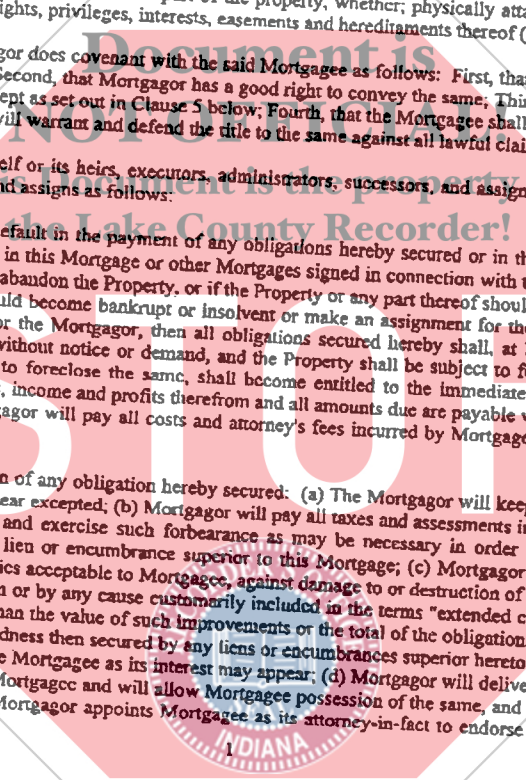 ights, privileges, interests, easements and hereditaments thereof (
Document is
gor does covenant with the said Mortgagee as follows: First, that
Second, that Mortgagor has a good right to convey the same; Thi
ept as set out in Clause 5 below; Fourth, that the Mortgagee shall
NOT OFFICIAL
will warrant and defend the title to the same against all lawful clai
This Document is the property
elf or its heirs, executors, administrators, successors, and assign
nd assigns as follows:
the Lake County Recorder!
efault in the payment of any obligations hereby secured or in th
in this Mortgage or other Mortgages signed in connection with t
abandon the Property, or if the Property or any part thereof shoul
uld become bankrupt or insolvent or make an assignment for the
or the Mortgagor, then all obligations secured hereby shall, at
without notice or demand, and the Property shall be subject to f
to foreclose the same, shall become entitled to the immediate
, income and profits therefrom and all amounts due are payable
gagor will pay all costs and attorney's fees incurred by Mortgage
STOP
n of any obligation hereby secured: (a) The Mortgagor will keep
ear excepted; (b) Mortgagor will pay all taxes and assessments i
and exercise such forbearance as may be necessary in order
lien or encumbrance superior to this Mortgage; (c) Mortgagor
ies acceptable to Mortgagee, against damage to or destruction of
n or by any cause customarily included in the terms "extended c
han the value of such improvements or the total of the obligation
dness then secured by any liens or encumbrances superior hereto
e Mortgagee as its interest may appear; (d) Mortgagor will delive
Mortgagee and will allow Mortgagee possession of the same, and
Mortgagor appoints Mortgagee as its attorney-in-fact to endorse
1
INDIANA